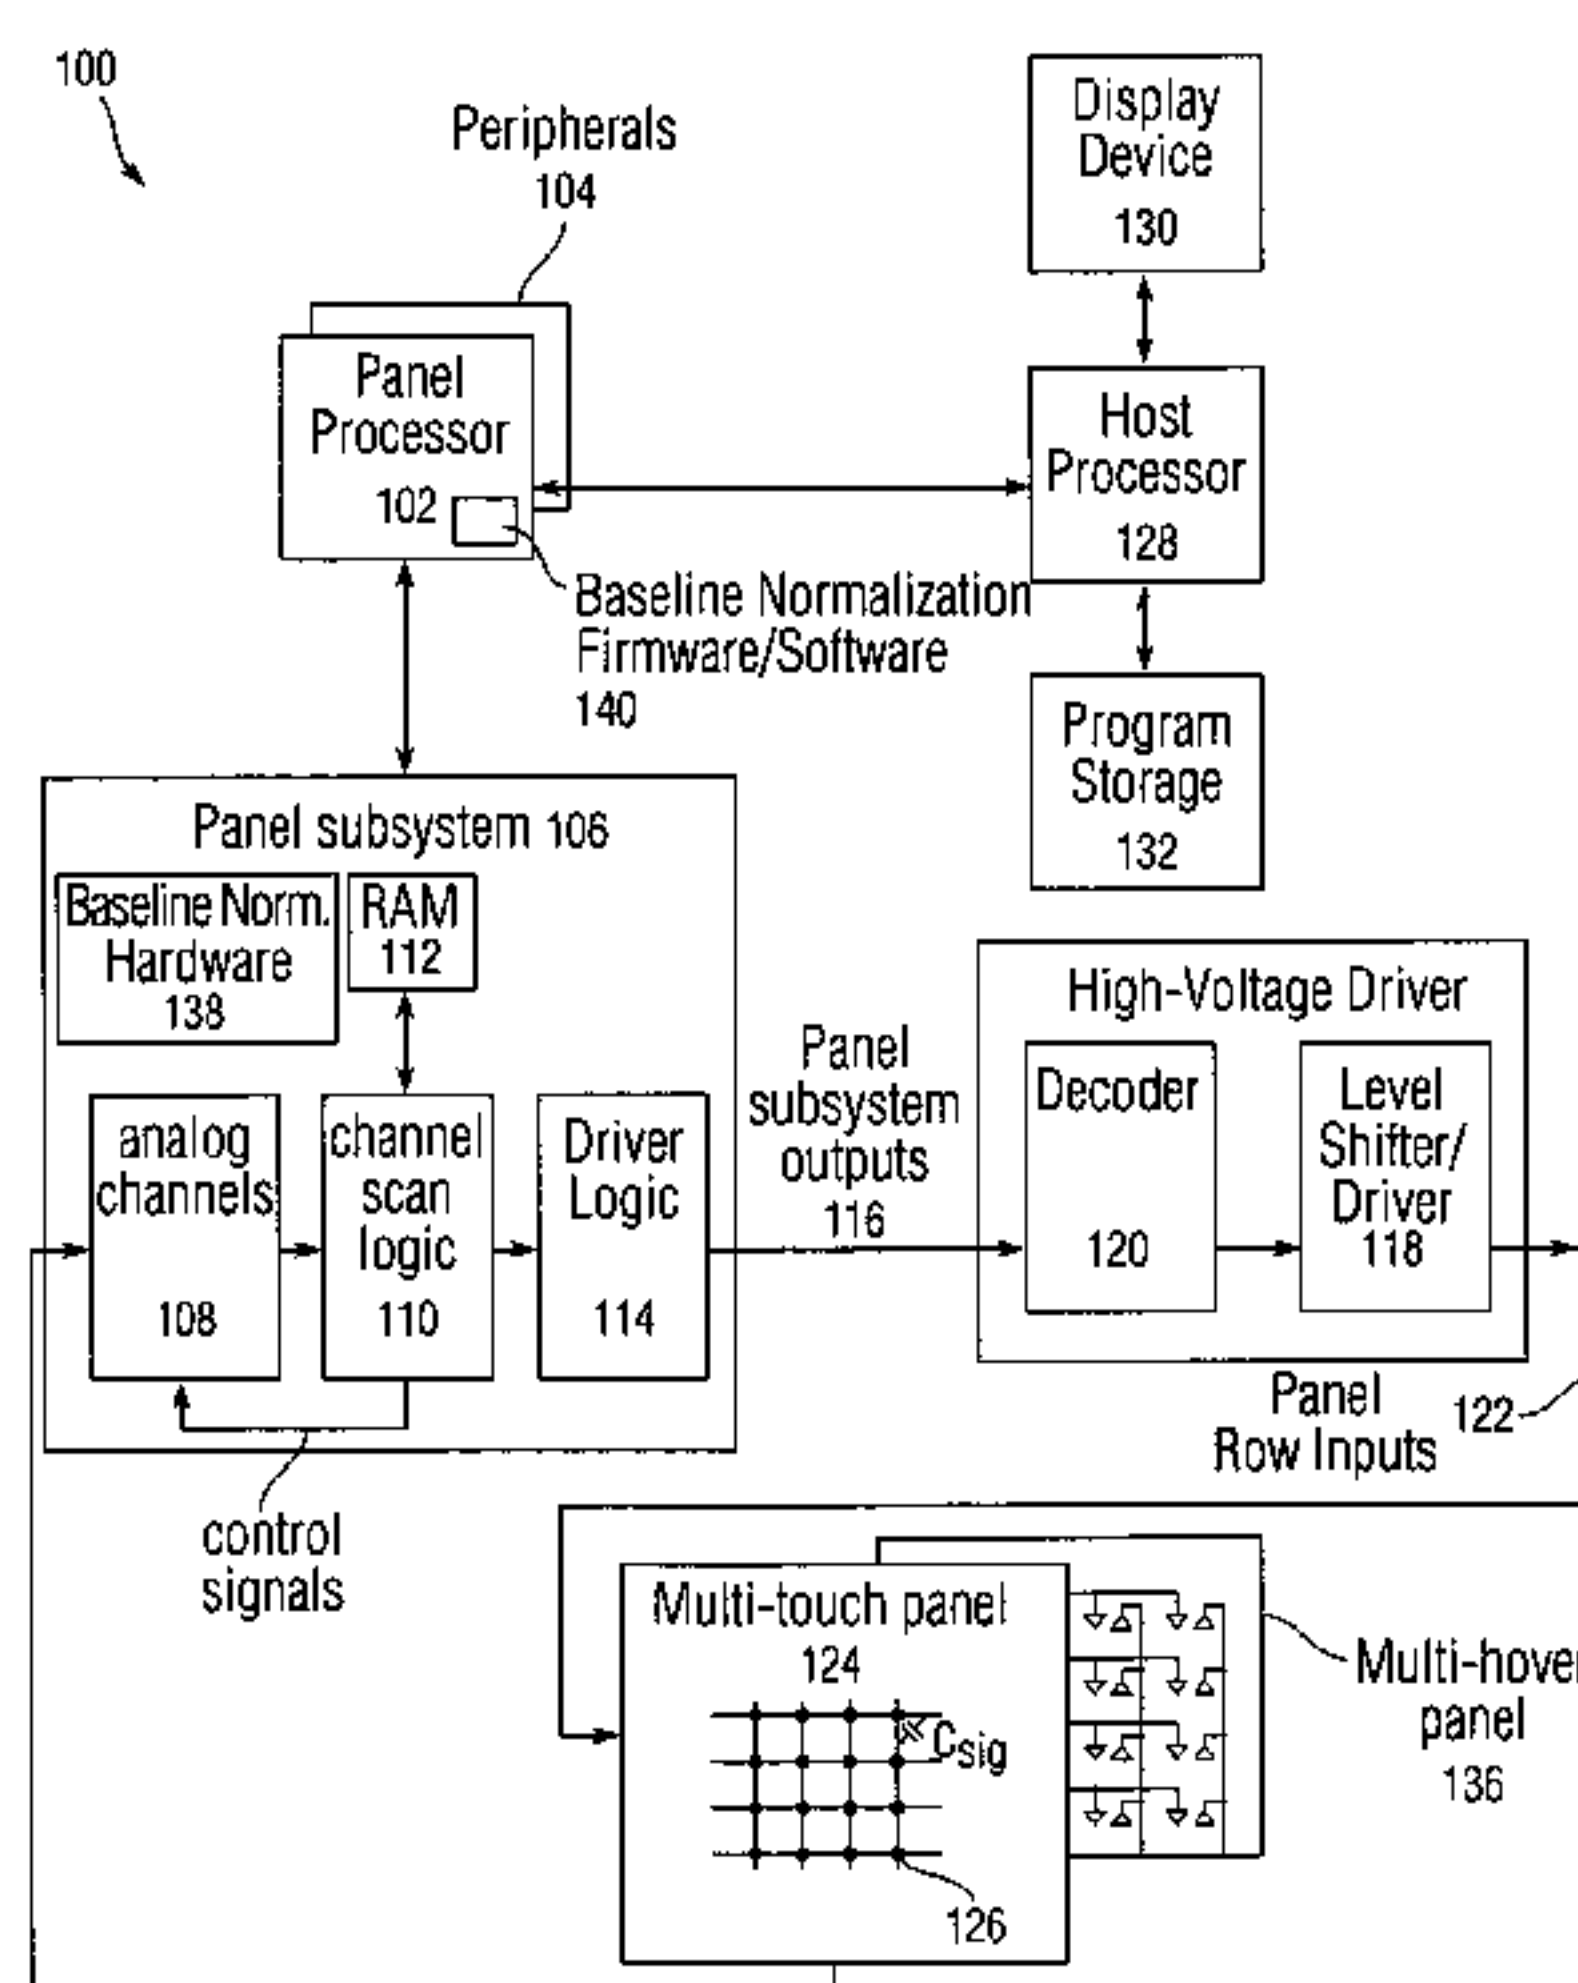 100
Peripherals
104
Display
Device
130
Panel
Processor
102
Host
Processor
128
Baseline Normalization
Firmware/Software
140
Program
Storage
132
Panel subsystem 106
Baseline Norm.
Hardware
138
RAM
112
analog
channels
108
channel
scan
logic
110
Driver
Logic
114
control
signals
Panel
subsystem
outputs
116
High-Voltage Driver
Decoder
120
Level
Shifter/
Driver
118
Panel
Row Inputs
122
Multi-touch panel
124
Csig
126
Multi-hover
panel
136